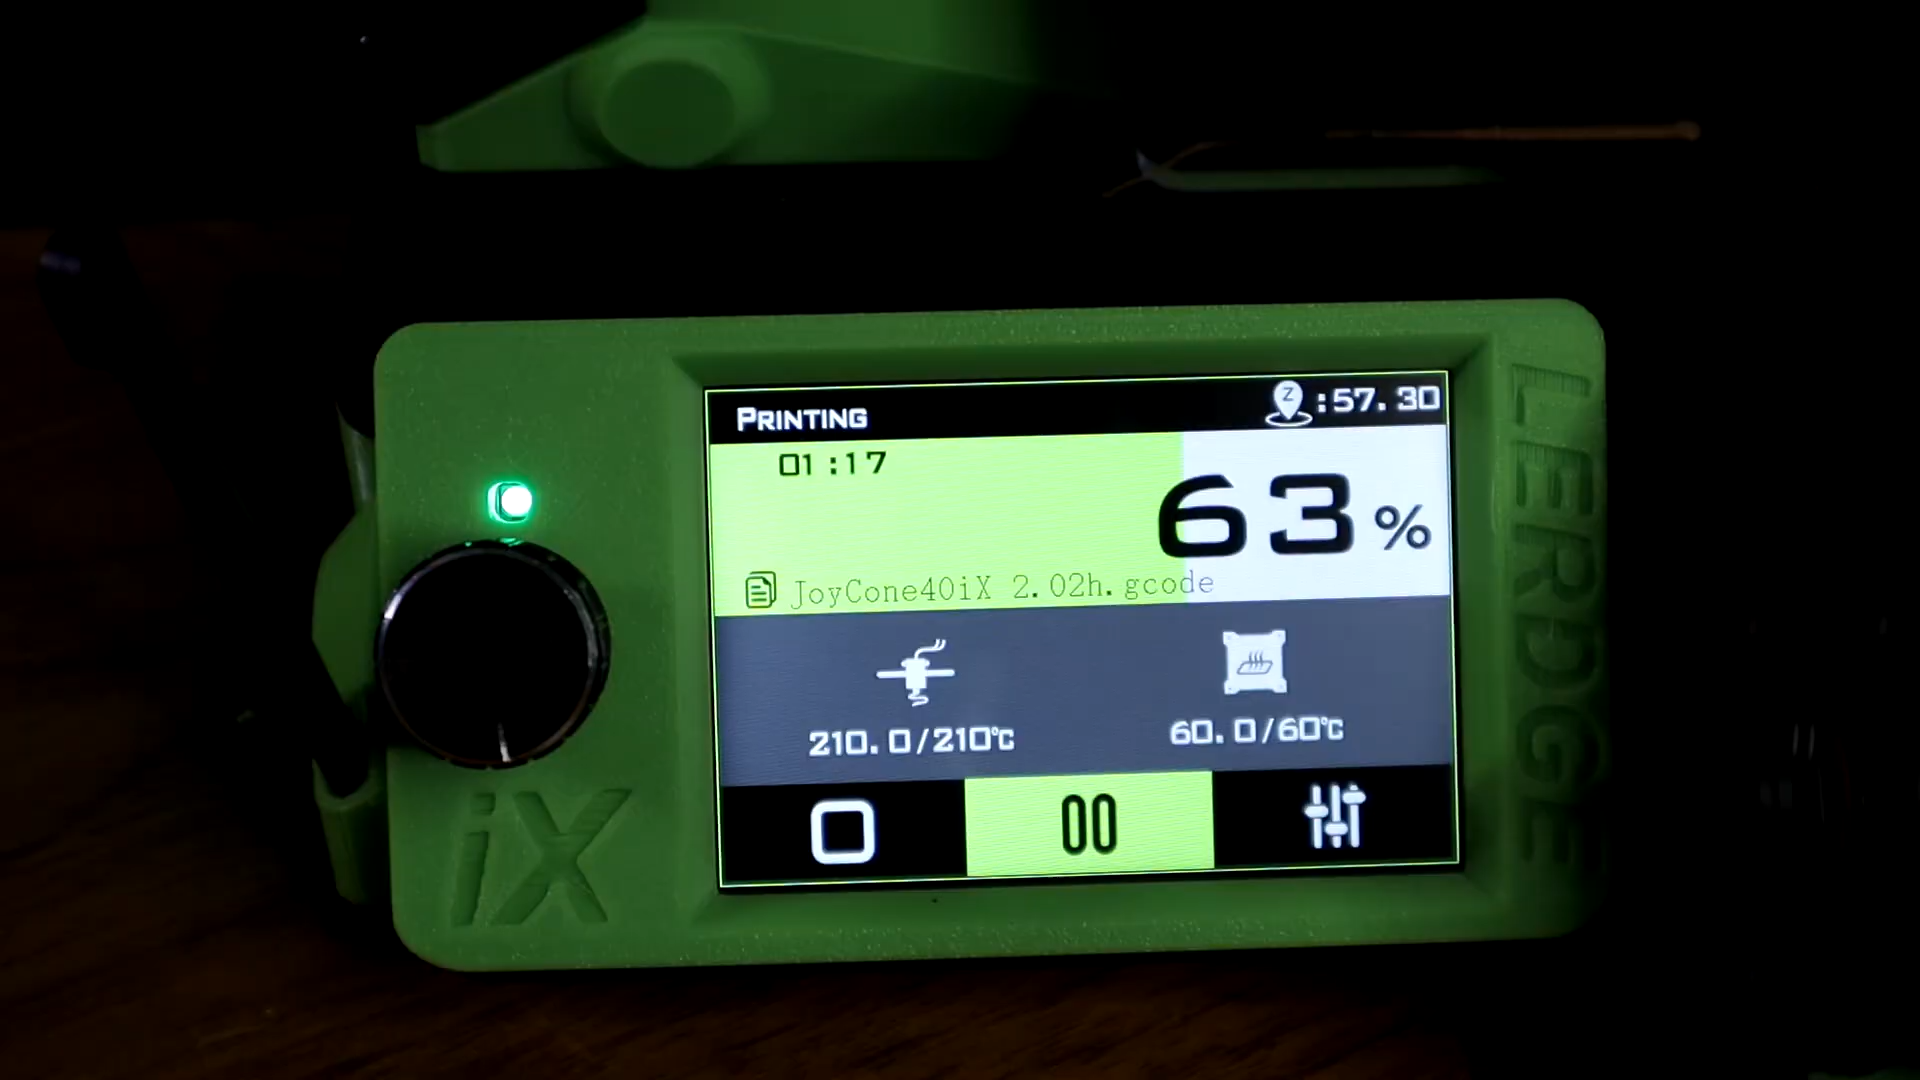 PRINTING
Z :57.30
01:17
63%
JoyCone40iX 2.02h.gcode
210.0/210℃
60.0/60℃
iX
LERDGE